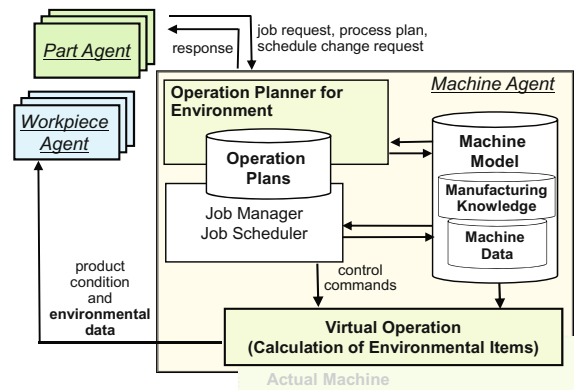 Part Agent
response
job request, process plan,
schedule change request
Machine Agent
Operation Planner for
Environment
Workpiece
Agent
Operation
Plans
Machine
Model
Manufacturing
Knowledge
Machine
Data
Job Manager
Job Scheduler
control
commands
product
condition
and
environmental
data
Virtual Operation
(Calculation of Environmental Items)
Actual Machine